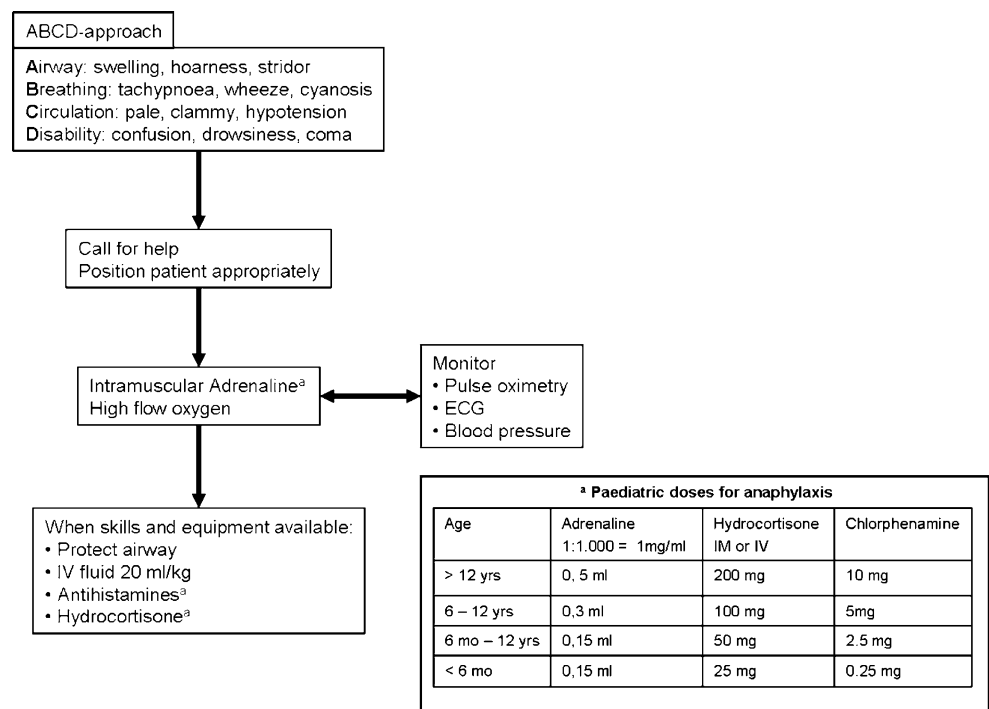 ABCD-approach
Airway: swelling, hoarness, stridor
Breathing: tachypnoea, wheeze, cyanosis
Circulation: pale, clammy, hypotension
Disability: confusion, drowsiness, coma
Call for help
Position patient appropriately
Intramuscular Adrenalineᵃ
High flow oxygen
Monitor
• Pulse oximetry
• ECG
• Blood pressure
When skills and equipment available:
• Protect airway
• IV fluid 20 ml/kg
• Antihistaminesᵃ
• Hydrocortisoneᵃ
ᵃ Paediatric doses for anaphylaxis
Age Adrenaline 1:1.000 = 1mg/ml Hydrocortisone IM or IV Chlorphenamine
> 12 yrs 0, 5 ml 200 mg 10 mg
6 – 12 yrs 0,3 ml 100 mg 5mg
6 mo – 12 yrs 0,15 ml 50 mg 2.5 mg
< 6 mo 0,15 ml 25 mg 0.25 mg